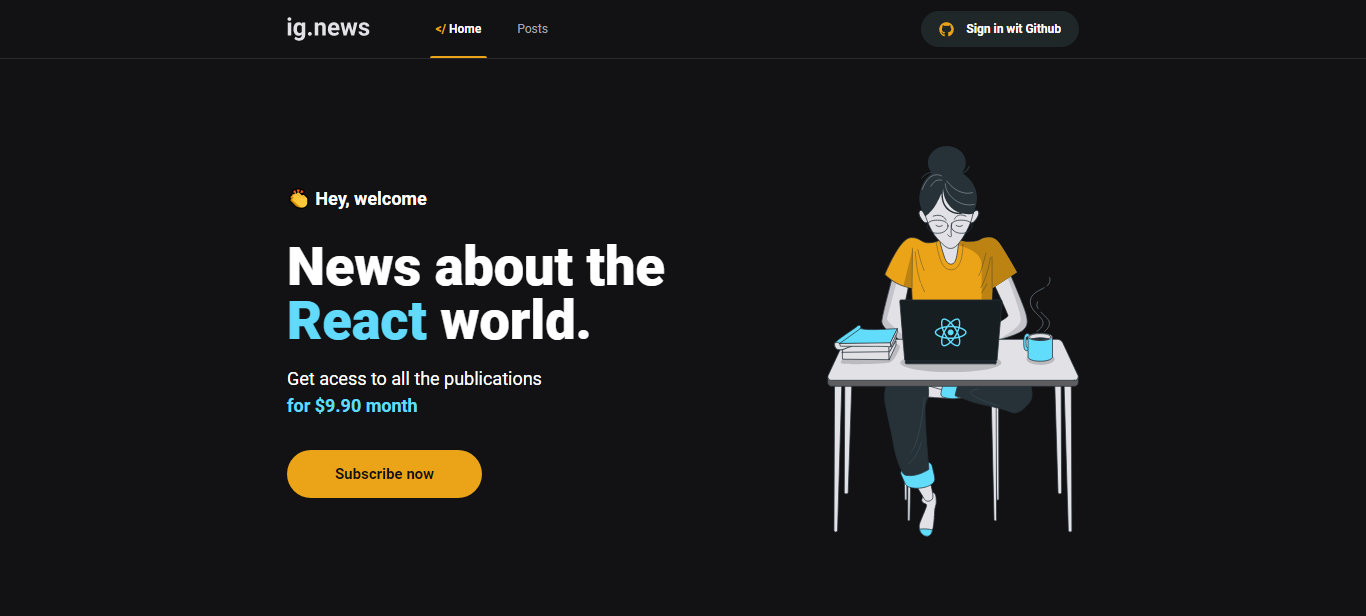 ig.news
</ Home
Posts
Sign in wit Github
👏 Hey, welcome
News about the
React world.
Get acess to all the publications
for $9.90 month
Subscribe now